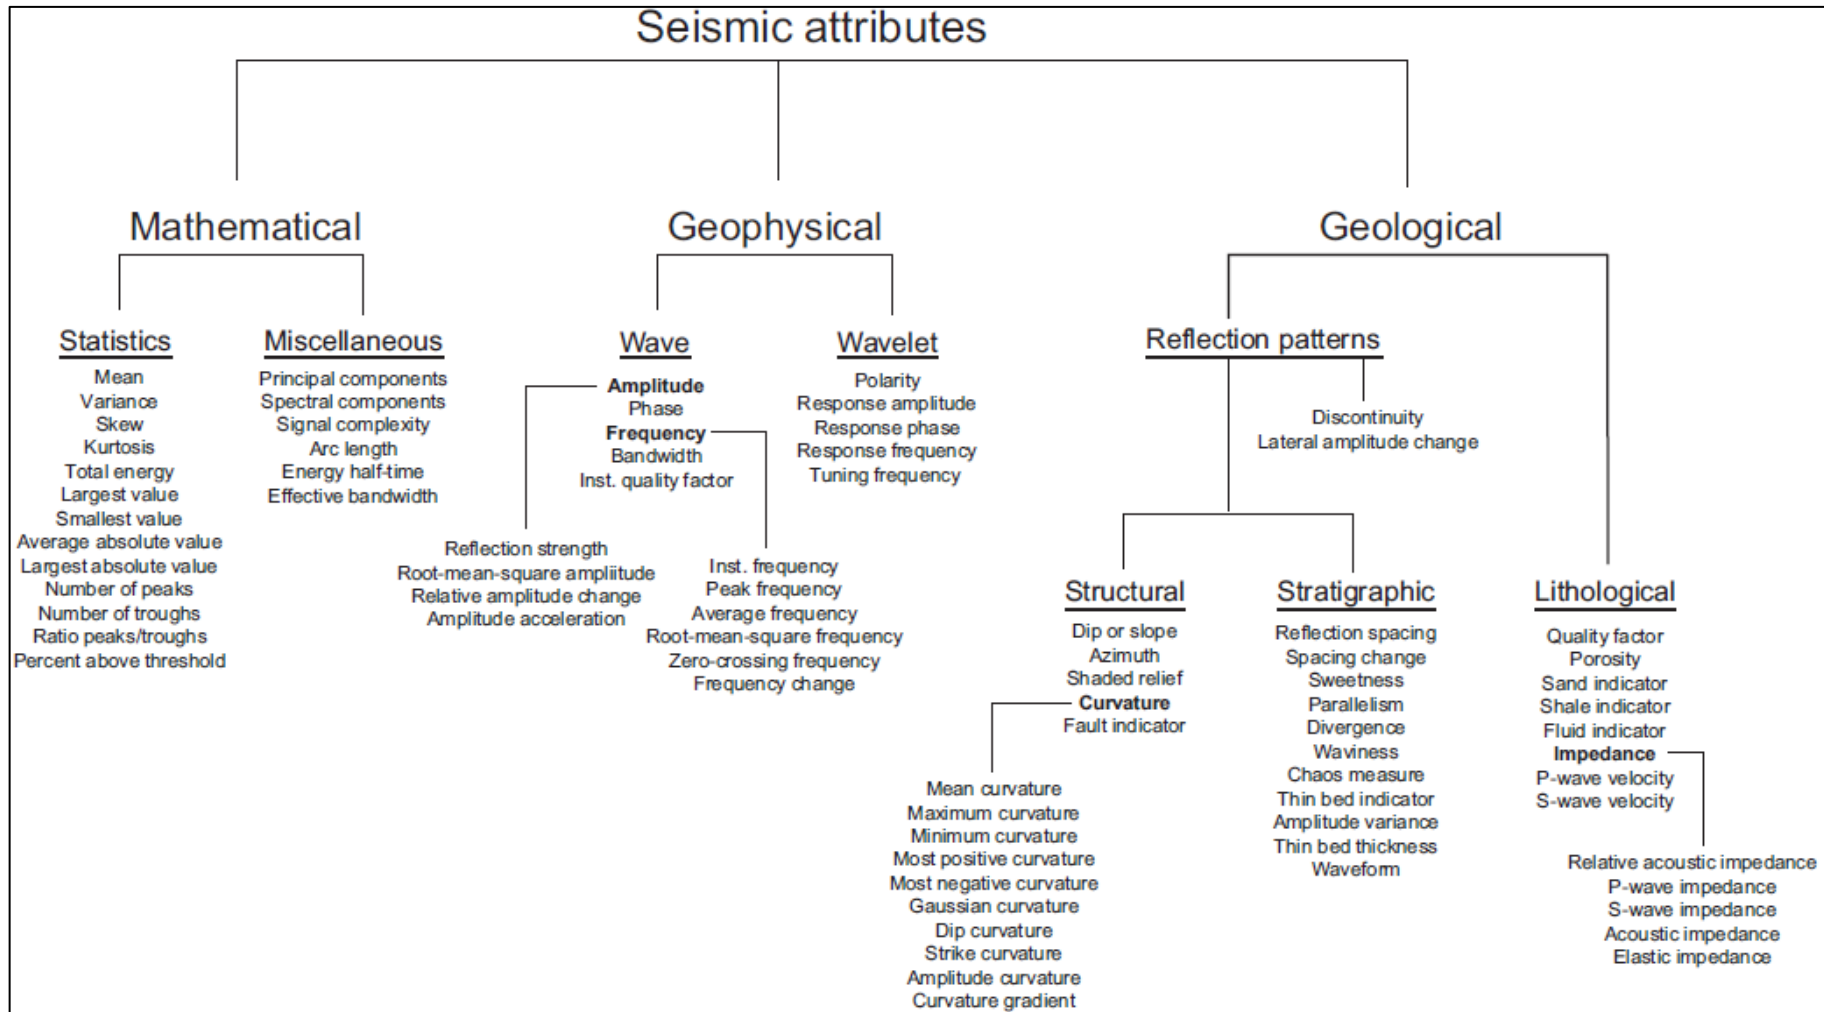 Seismic attributes
Mathematical
Geophysical
Geological
Statistics
Mean
Variance
Skew
Kurtosis
Total energy
Largest value
Smallest value
Average absolute value
Largest absolute value
Number of peaks
Number of troughs
Ratio peaks/troughs
Percent above threshold
Miscellaneous
Principal components
Spectral components
Signal complexity
Arc length
Energy half-time
Effective bandwidth
Wave
Amplitude
Phase
Frequency
Bandwidth
Inst. quality factor
Reflection strength
Root-mean-square ampliitude
Relative amplitude change
Amplitude acceleration
Inst. frequency
Peak frequency
Average frequency
Root-mean-square frequency
Zero-crossing frequency
Frequency change
Wavelet
Polarity
Response amplitude
Response phase
Response frequency
Tuning frequency
Reflection patterns
Discontinuity
Lateral amplitude change
Structural
Dip or slope
Azimuth
Shaded relief
Curvature
Fault indicator
Mean curvature
Maximum curvature
Minimum curvature
Most positive curvature
Most negative curvature
Gaussian curvature
Dip curvature
Strike curvature
Amplitude curvature
Curvature gradient
Stratigraphic
Reflection spacing
Spacing change
Sweetness
Parallelism
Divergence
Waviness
Chaos measure
Thin bed indicator
Amplitude variance
Thin bed thickness
Waveform
Lithological
Quality factor
Porosity
Sand indicator
Shale indicator
Fluid indicator
Impedance
P-wave velocity
S-wave velocity
Relative acoustic impedance
P-wave impedance
S-wave impedance
Acoustic impedance
Elastic impedance